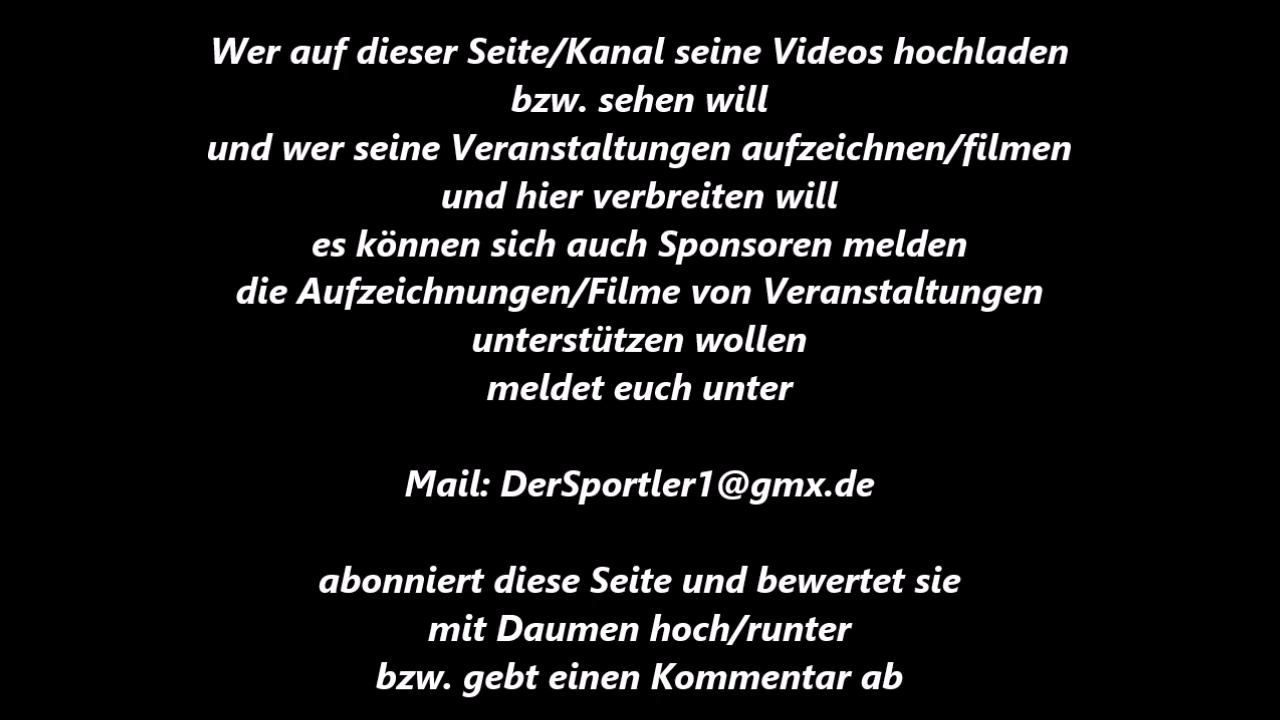 Wer auf dieser Seite/Kanal seine Videos hochladen
bzw. sehen will
und wer seine Veranstaltungen aufzeichnen/filmen
und hier verbreiten will
es können sich auch Sponsoren melden
die Aufzeichnungen/Filme von Veranstaltungen
unterstützen wollen
meldet euch unter
Mail: DerSportler1@gmx.de
abonniert diese Seite und bewertet sie
mit Daumen hoch/runter
bzw. gebt einen Kommentar ab